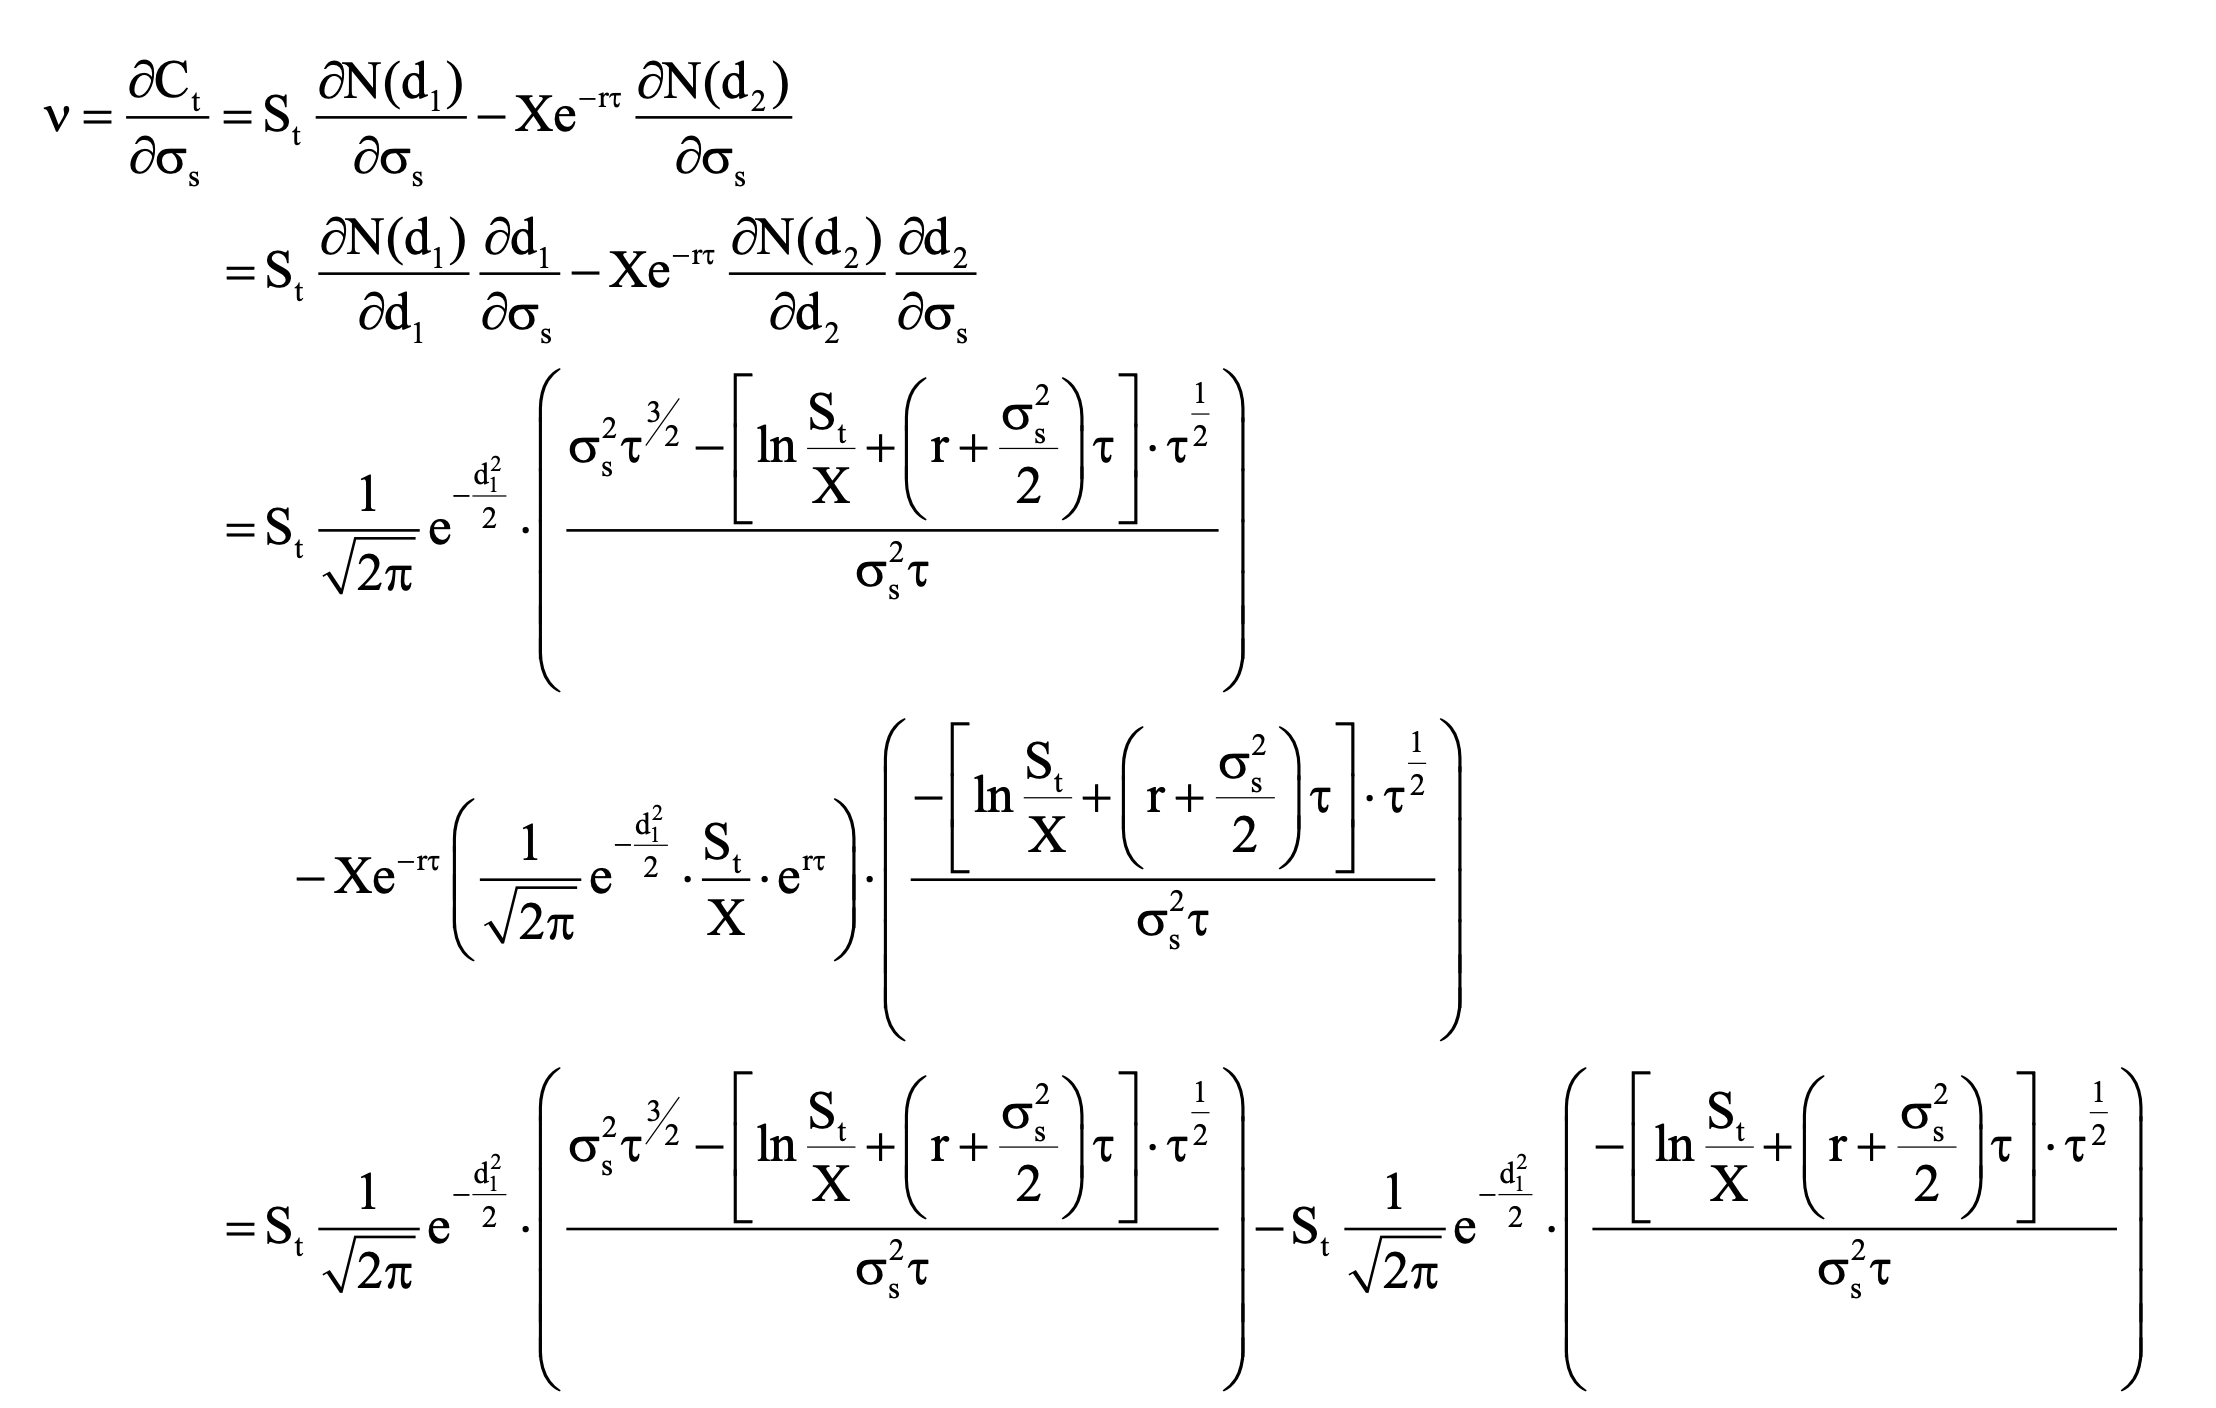 ν = ∂C_t/∂σ_s = S_t ∂N(d_1)/∂σ_s − Xe^{−rτ} ∂N(d_2)/∂σ_s
= S_t ∂N(d_1)/∂d_1 ∂d_1/∂σ_s − Xe^{−rτ} ∂N(d_2)/∂d_2 ∂d_2/∂σ_s
= S_t 1/√(2π) e^{−d_1^2/2} · ( (σ_s^2 τ^{3/2} − [ln S_t/X + (r + σ_s^2/2) τ] · τ^{1/2}) / (σ_s^2 τ) )
− Xe^{−rτ} ( 1/√(2π) e^{−d_1^2/2} · S_t/X · e^{rτ} ) · ( (−[ln S_t/X + (r + σ_s^2/2) τ] · τ^{1/2}) / (σ_s^2 τ) )
= S_t 1/√(2π) e^{−d_1^2/2} · ( (σ_s^2 τ^{3/2} − [ln S_t/X + (r + σ_s^2/2) τ] · τ^{1/2}) / (σ_s^2 τ) ) − S_t 1/√(2π) e^{−d_1^2/2} · ( (−[ln S_t/X + (r + σ_s^2/2) τ] · τ^{1/2}) / (σ_s^2 τ) )